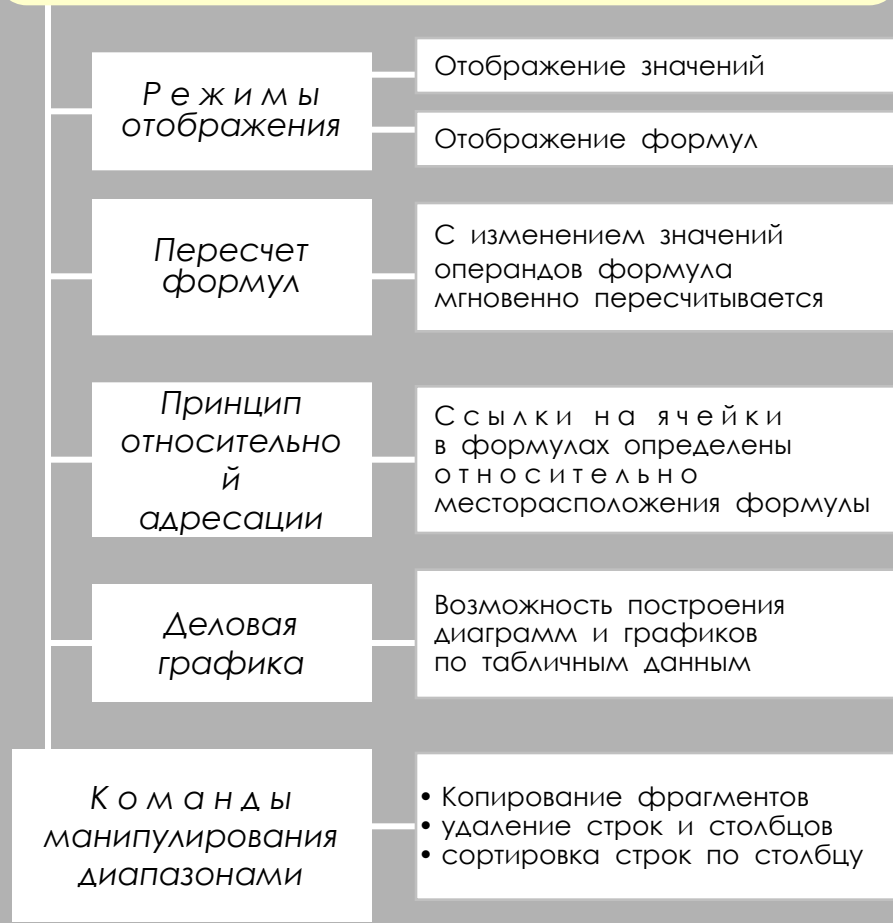 Режимы
отображения
Отображение значений
Отображение формул
Пересчет
формул
С изменением значений
операндов формула
мгновенно пересчитывается
Принцип
относительно
й
адресации
Ссылки на ячейки
в формулах определены
относительно
месторасположения формулы
Деловая
графика
Возможность построения
диаграмм и графиков
по табличным данным
Команды
манипулирования
диапазонами
• Копирование фрагментов
• удаление строк и столбцов
• сортировка строк по столбцу